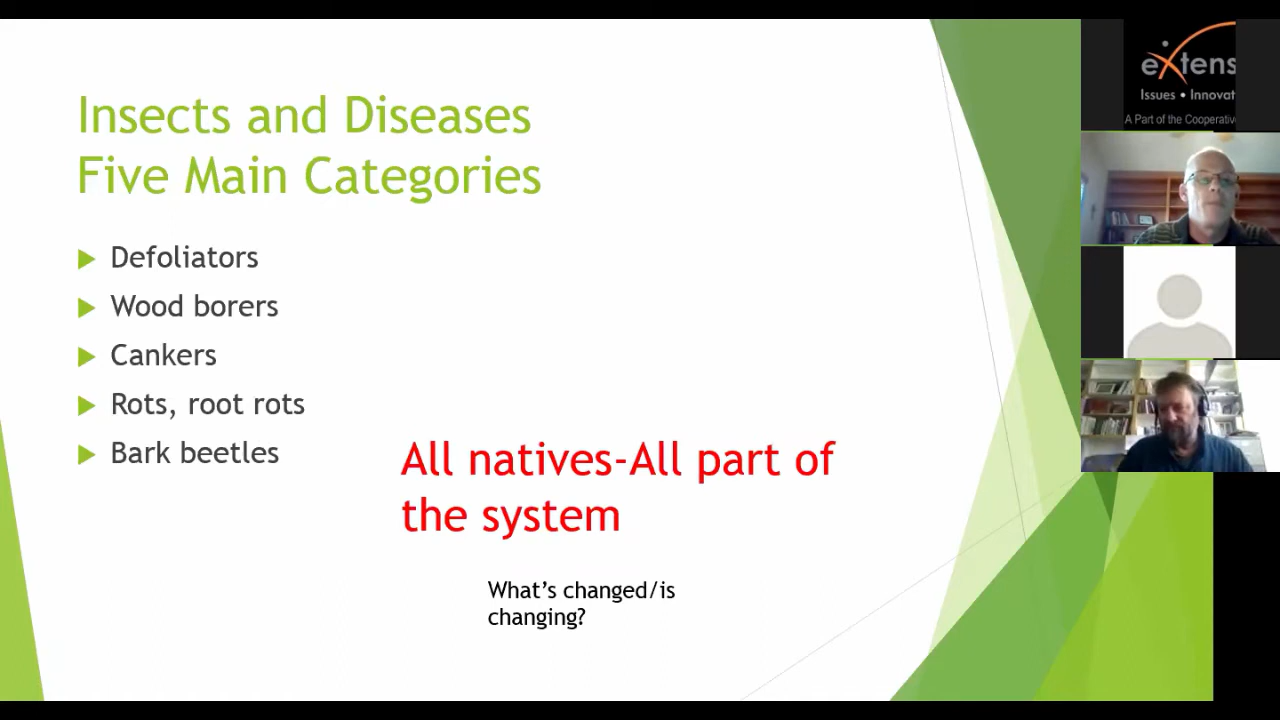 Insects and Diseases
Five Main Categories
Defoliators
Wood borers
Cankers
Rots, root rots
Bark beetles
All natives-All part of
the system
What's changed/is
changing?
eXtens
Issues • Innovat
A Part of the Cooperative